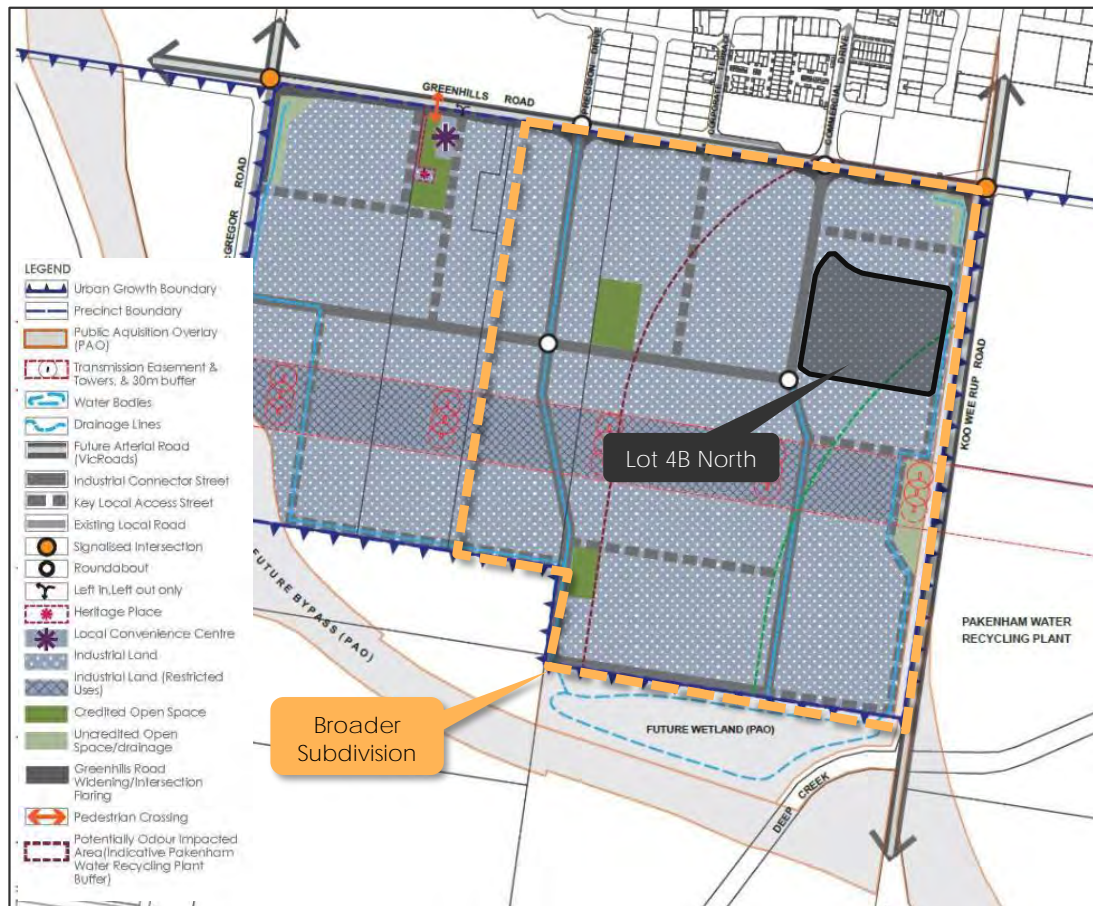 GREENHILLS ROAD
PRECISION DRIVE
CORPORATE TERRACE
COMMERCIAL DRIVE
GREGOR ROAD
KOO WEE RUP ROAD
LEGEND
Urban Growth Boundary
Precinct Boundary
Public Aquisition Overlay
(PAO)
Transmission Easement &
Towers, & 30m buffer
Water Bodies
Drainage Lines
Future Arterial Road
(VicRoads)
Industrial Connector Street
Key Local Access Street
Existing Local Road
Signalised Intersection
Roundabout
Left in,Left out only
Heritage Place
Local Convenience Centre
Industrial Land
Industrial Land (Restricted
Uses)
Credited Open Space
Uncredited Open
Space/drainage
Greenhills Road
Widening/Intersection
Flaring
Pedestrian Crossing
Potentially Odour Impacted
Area(Indicative Pakenham
Water Recycling Plant
Buffer)
Lot 4B North
FUTURE BYPASS (PAO)
Broader
Subdivision
PAKENHAM WATER
RECYCLING PLANT
FUTURE WETLAND (PAO)
DEEP CREEK